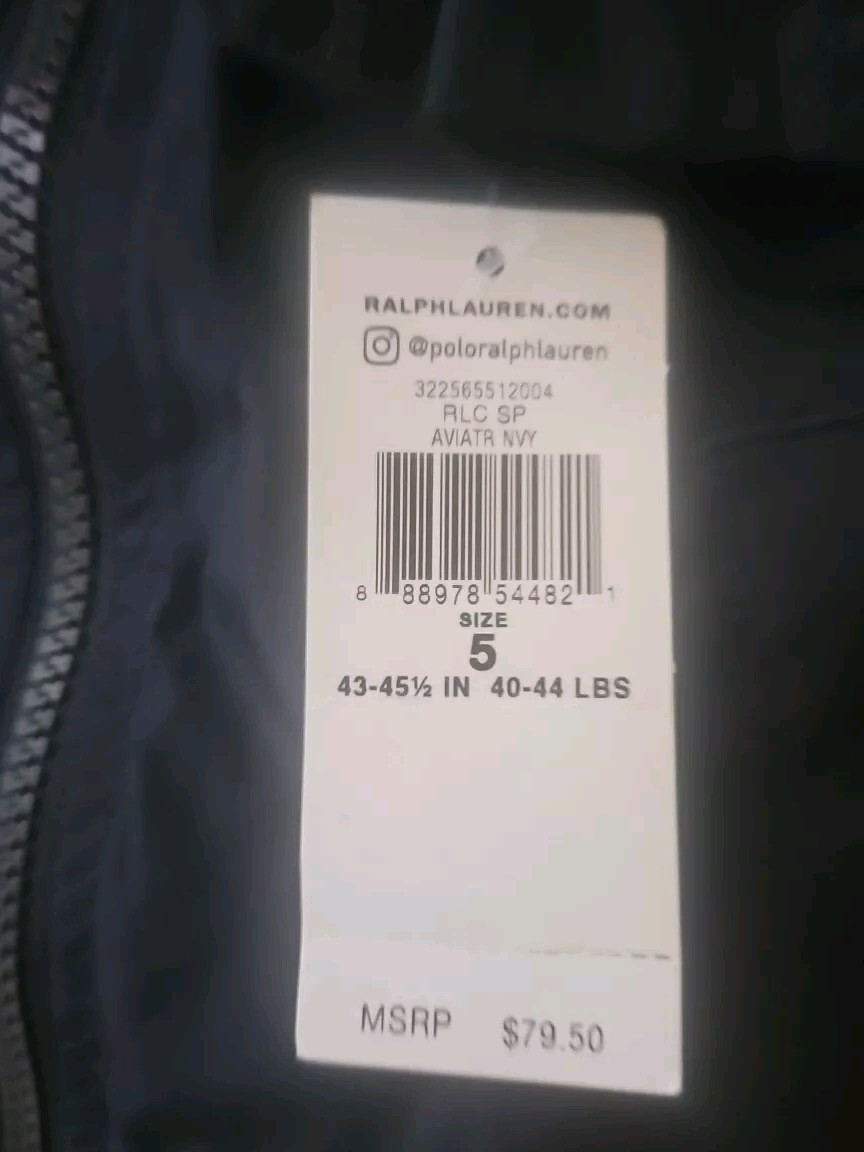 RALPHLAUREN.COM
@poloralphlauren
322565512004
RLC SP
AVIATR NVY
8 88978 54482 1
SIZE
5
43-45½ IN 40-44 LBS
MSRP $79.50